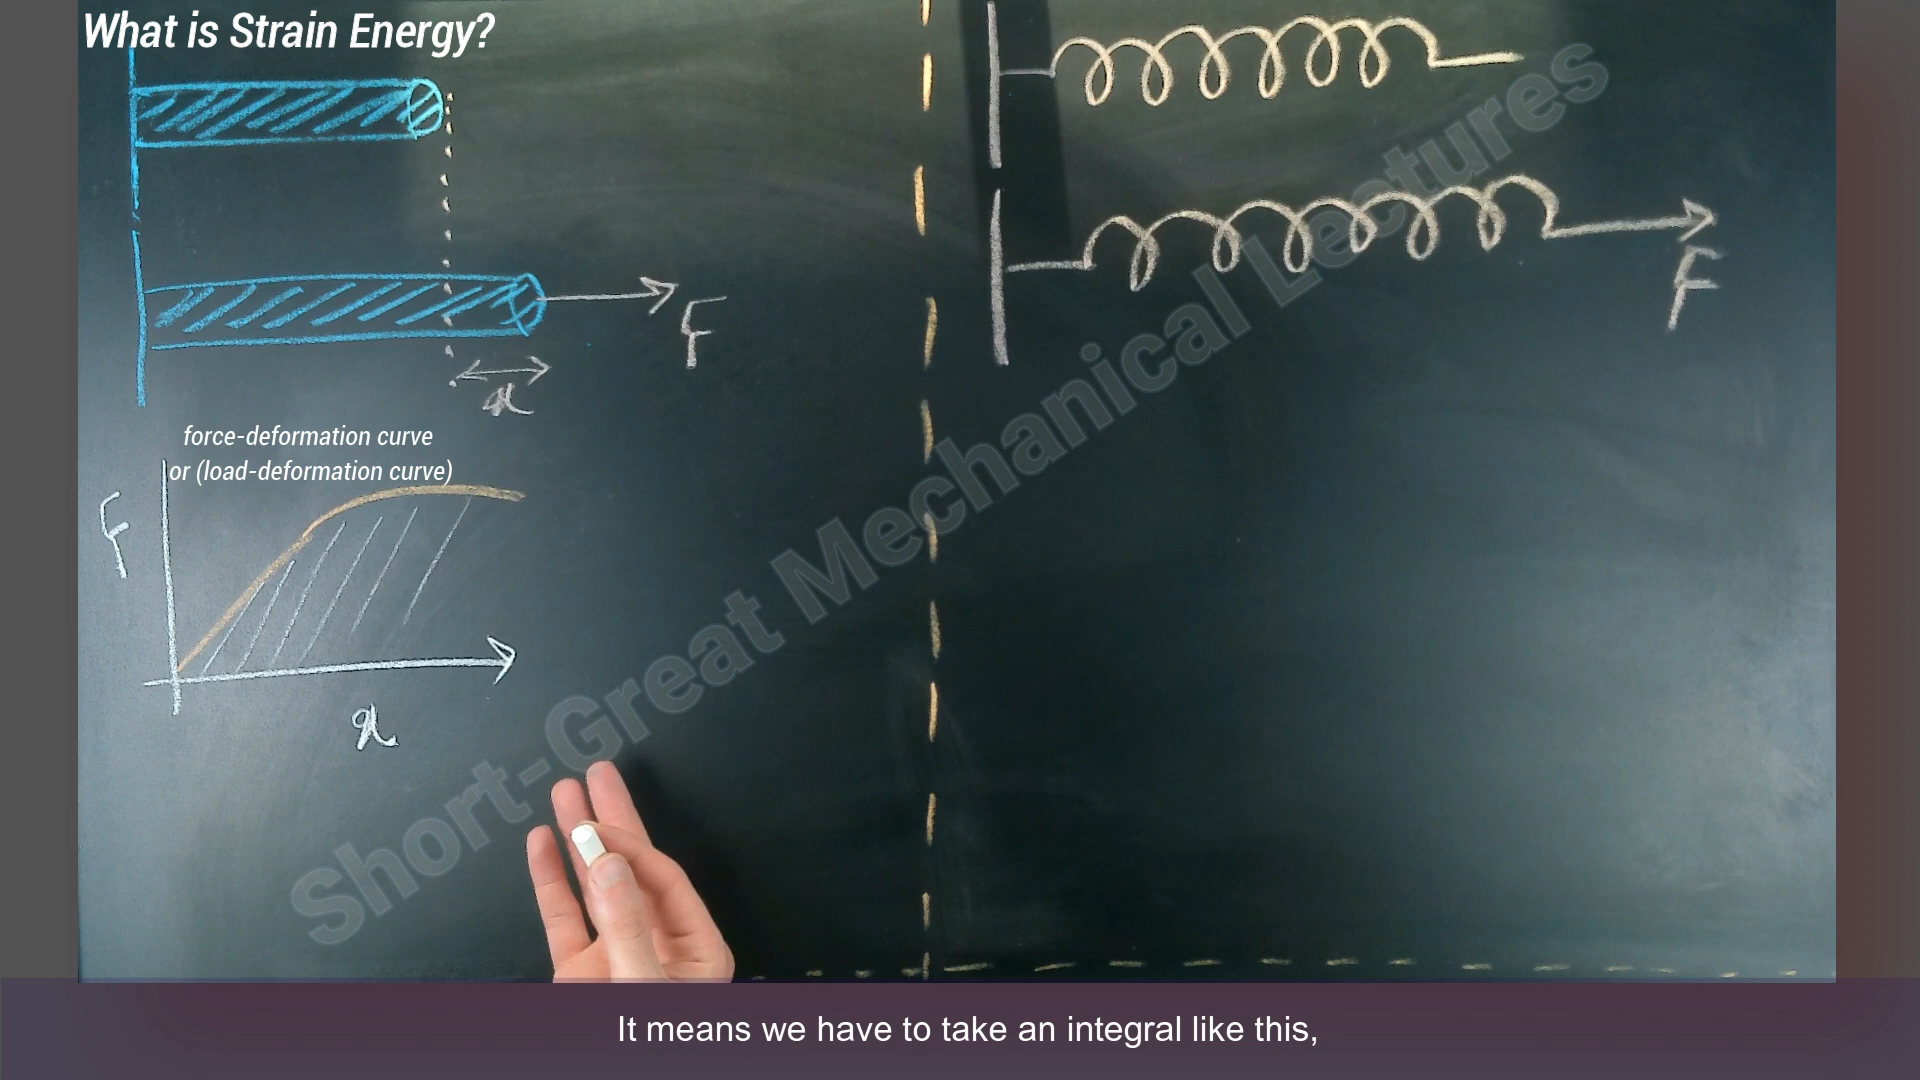 What is Strain Energy?
F
F
x
force-deformation curve
or (load-deformation curve)
F
x
Short-Great Mechanical Lectures
It means we have to take an integral like this,